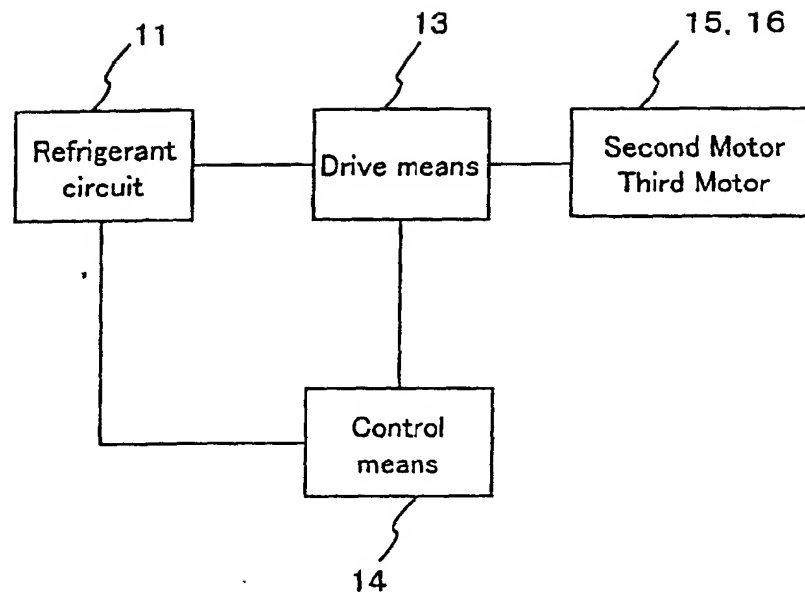 11
13
15, 16
Refrigerant
circuit
Drive means
Second Motor
Third Motor
Control
means
14